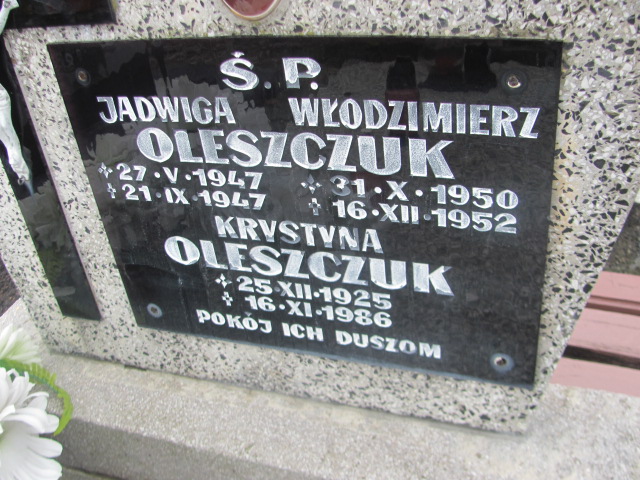 Ś.P.
JADWIGA WŁODZIMIERZ
OLESZCZUK
27·V·1947 31·X·1950
† 21·IX·1947 † 16·XII·1952
KRYSTYNA
OLESZCZUK
25·XII·1925
† 16·XI·1986
POKÓJ ICH DUSZOM